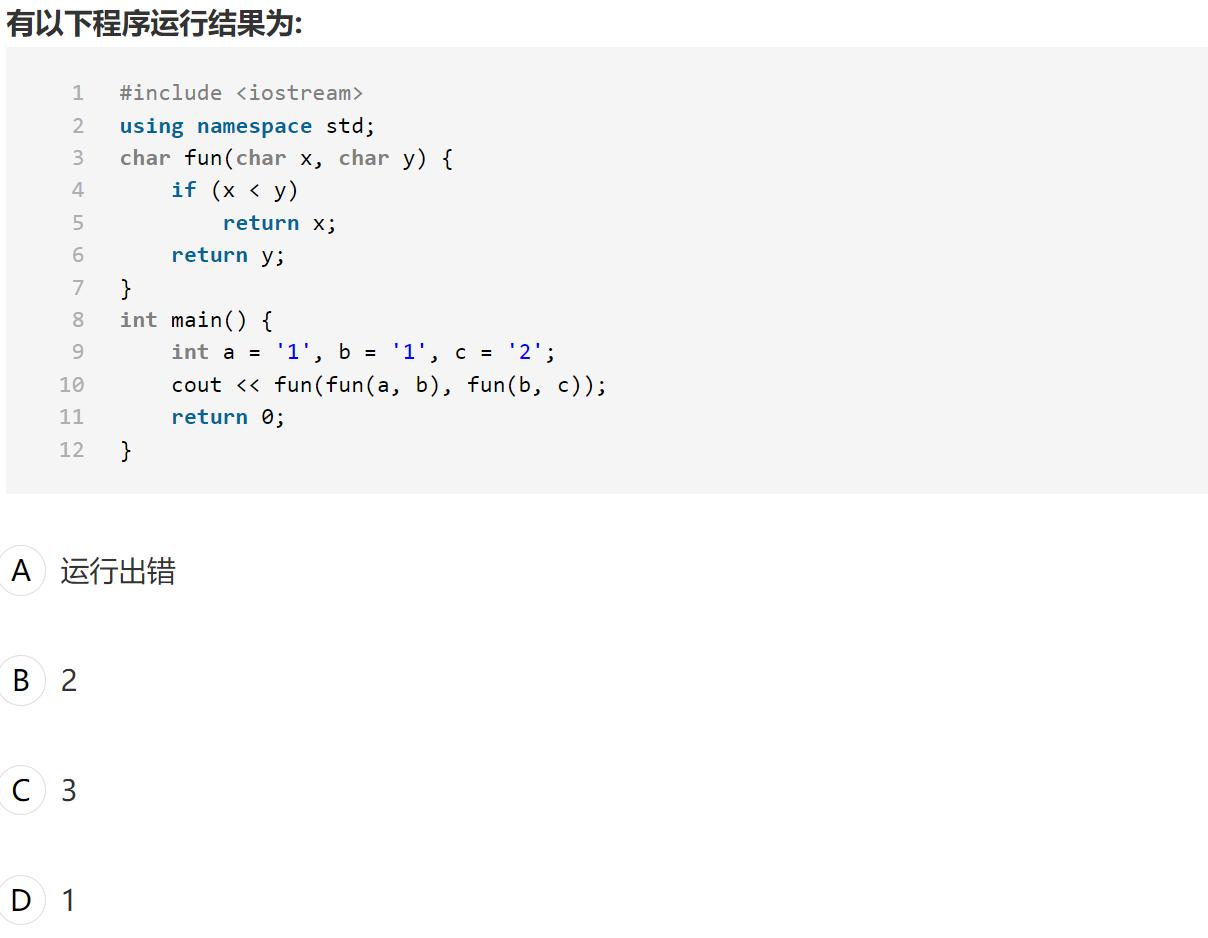 有以下程序运行结果为:
1 #include <iostream>
2 using namespace std;
3 char fun(char x, char y) {
4     if (x < y)
5         return x;
6     return y;
7 }
8 int main() {
9     int a = '1', b = '1', c = '2';
10     cout << fun(fun(a, b), fun(b, c));
11     return 0;
12 }
A 运行出错
B 2
C 3
D 1